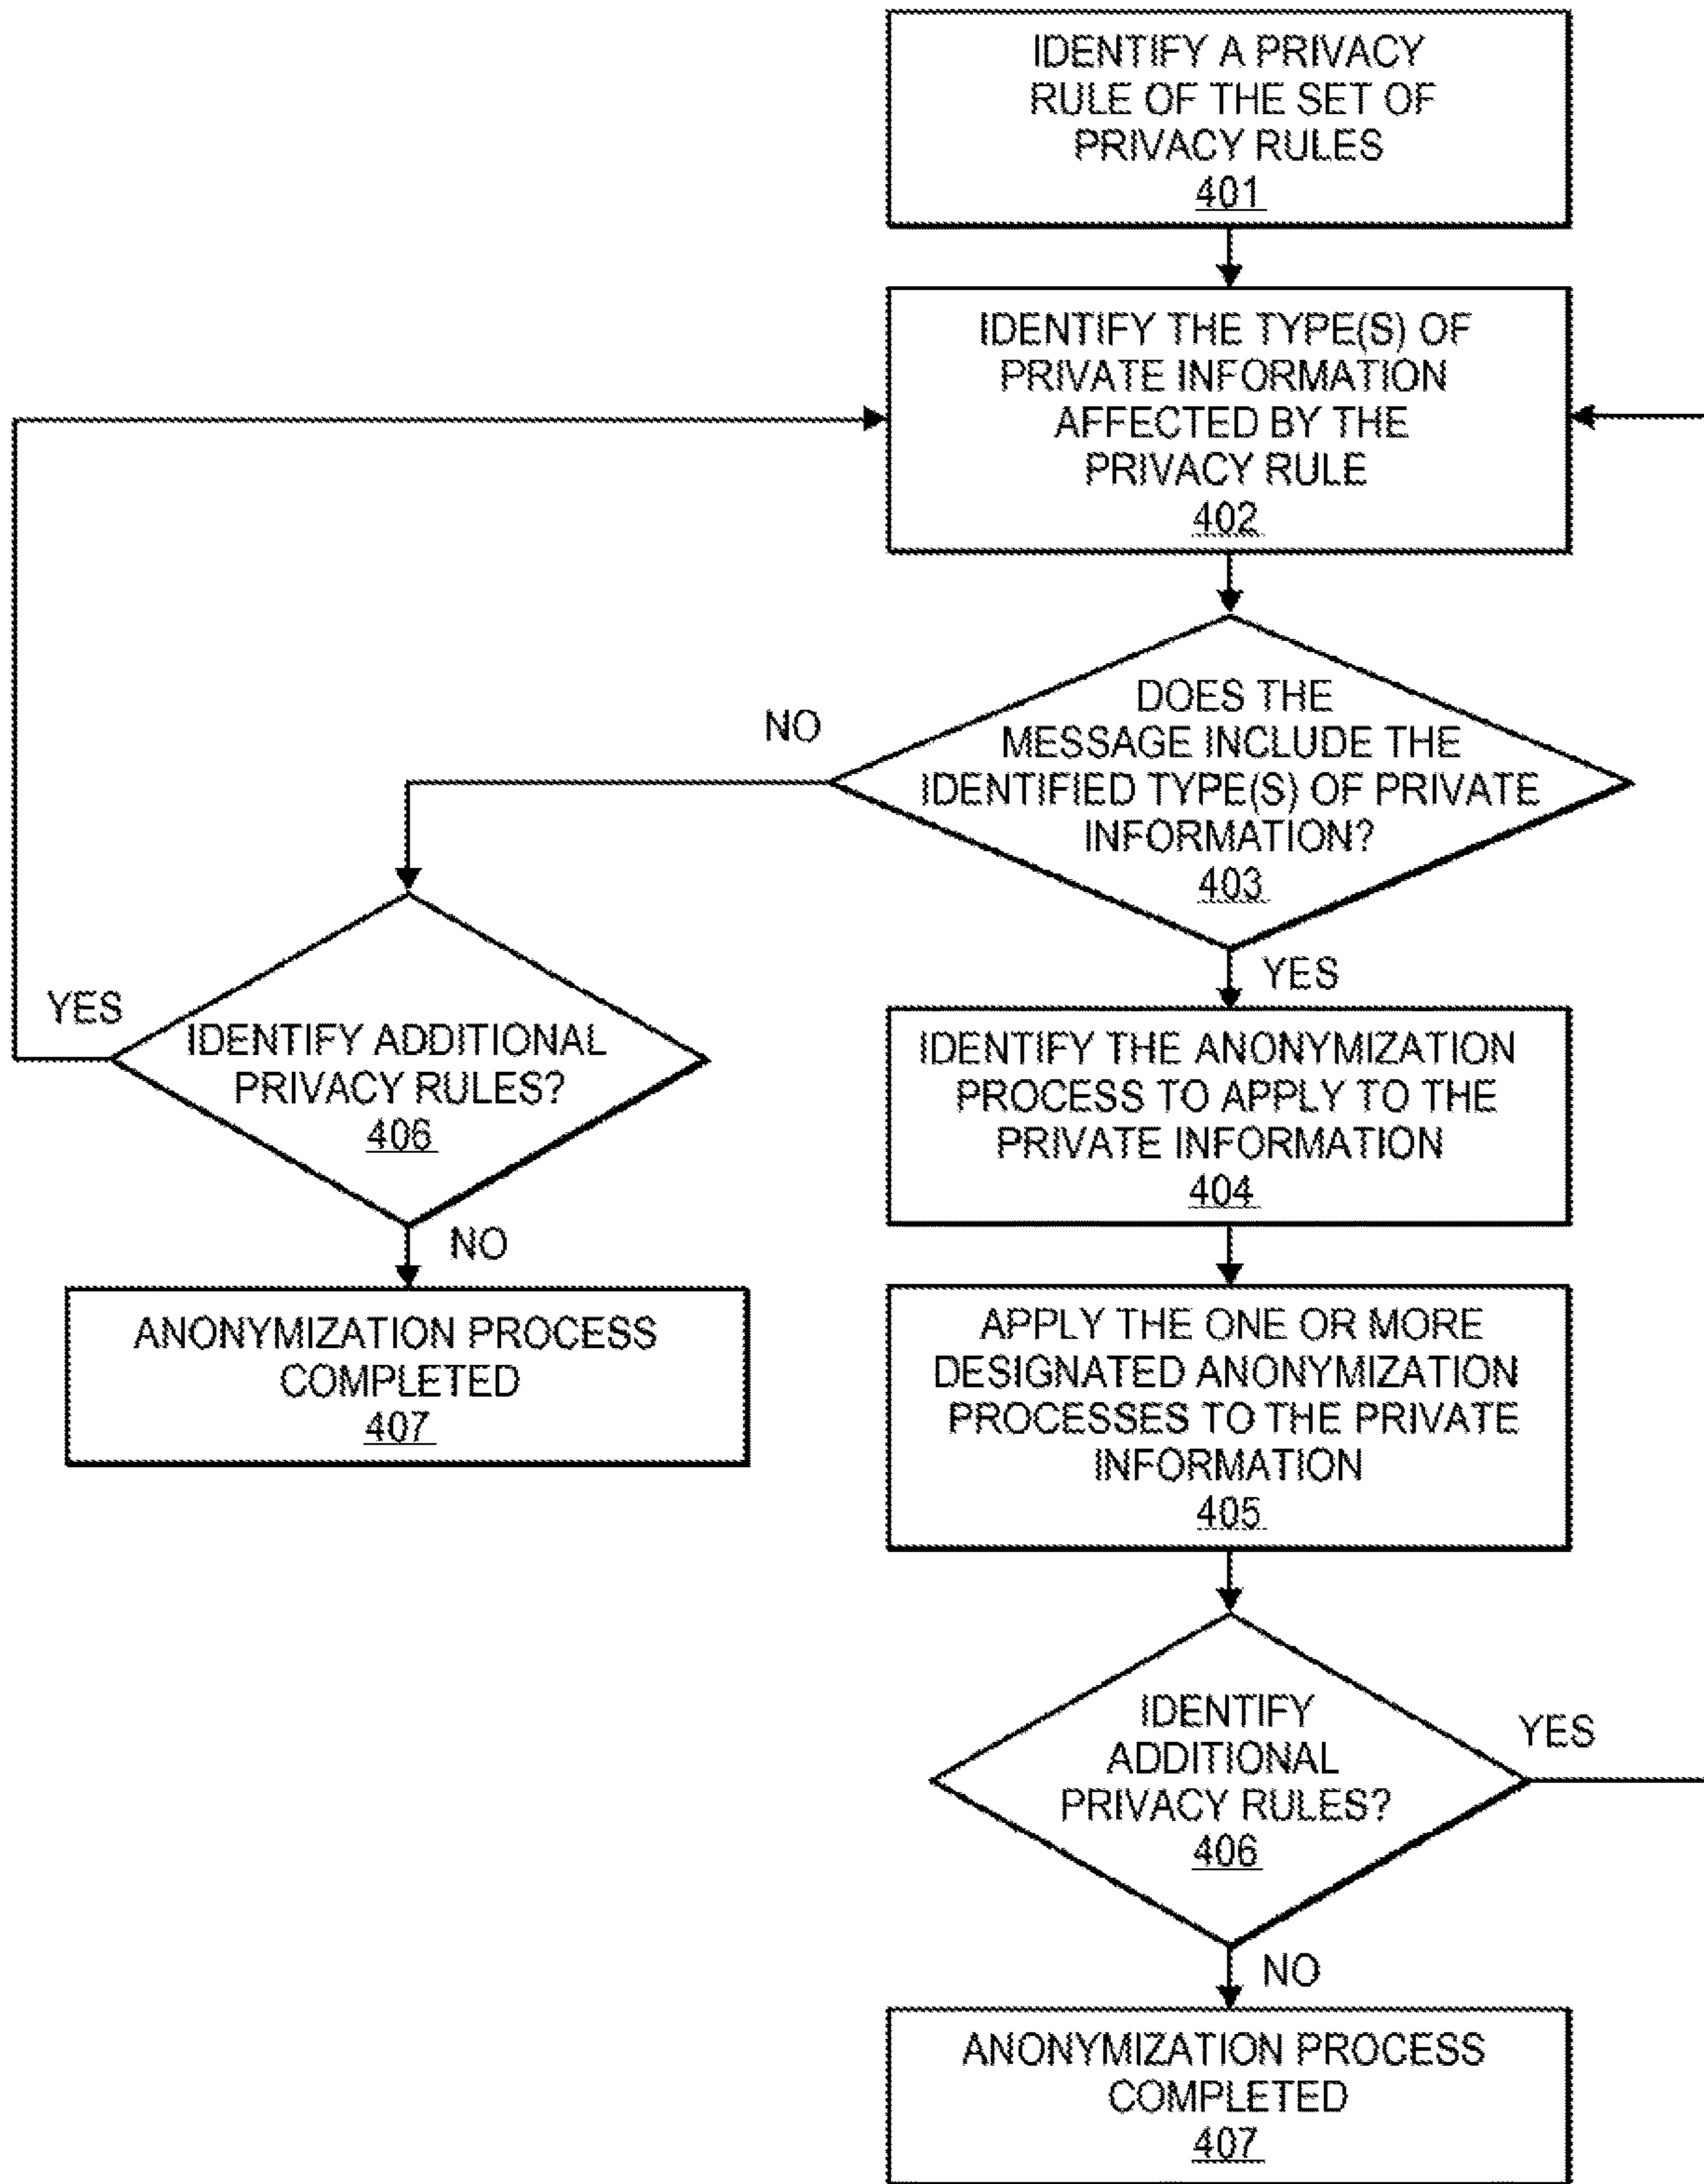 IDENTIFY A PRIVACY
RULE OF THE SET OF
PRIVACY RULES
401
IDENTIFY THE TYPE(S) OF
PRIVATE INFORMATION
AFFECTED BY THE
PRIVACY RULE
402
DOES THE
MESSAGE INCLUDE THE
IDENTIFIED TYPE(S) OF PRIVATE
INFORMATION?
403
NO
YES
IDENTIFY ADDITIONAL
PRIVACY RULES?
406
YES
NO
ANONYMIZATION PROCESS
COMPLETED
407
IDENTIFY THE ANONYMIZATION
PROCESS TO APPLY TO THE
PRIVATE INFORMATION
404
APPLY THE ONE OR MORE
DESIGNATED ANONYMIZATION
PROCESSES TO THE PRIVATE
INFORMATION
405
IDENTIFY
ADDITIONAL
PRIVACY RULES?
406
YES
NO
ANONYMIZATION PROCESS
COMPLETED
407